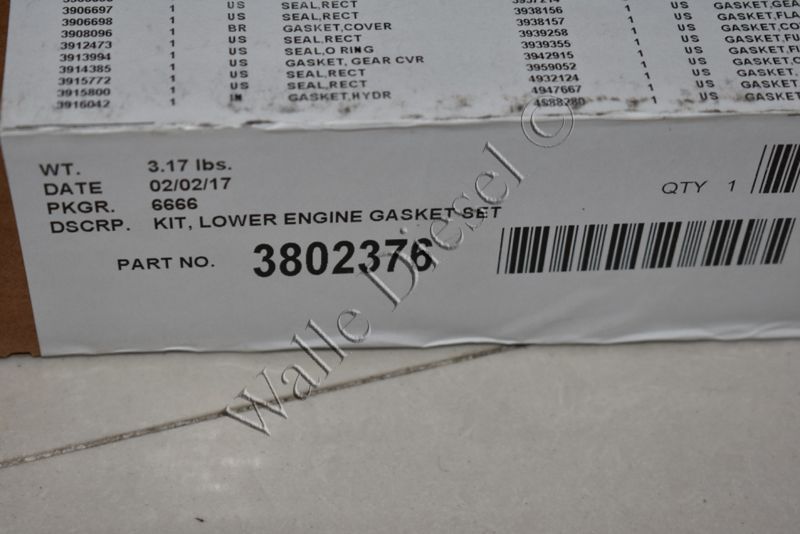 3906697 1 US SEAL,RECT 3938156 1 US GASKET,FLA
3906698 1 US SEAL,RECT 3938157 1 US GASKET,CO
3908096 1 BR GASKET,COVER 3939258 1 US GASKET,FU
3912473 1 US SEAL,RECT 3939355 1 US GASKET,FU
3913994 1 US SEAL,O RING 3942915 1 US GASKET,FU
3914385 1 US GASKET, GEAR CVR 3959052 1 US GASKET,C
3915772 1 US SEAL,RECT 4932124 1 US GASKET,
3915800 1 US SEAL,RECT 4947667 1 US GASKET
3916042 1 GASKET,HYDR 1 US GASKET
WT. 3.17 lbs.
DATE 02/02/17
PKGR. 6666
DSCRP. KIT, LOWER ENGINE GASKET SET
QTY 1
PART NO. 3802376
Walle Diesel ©